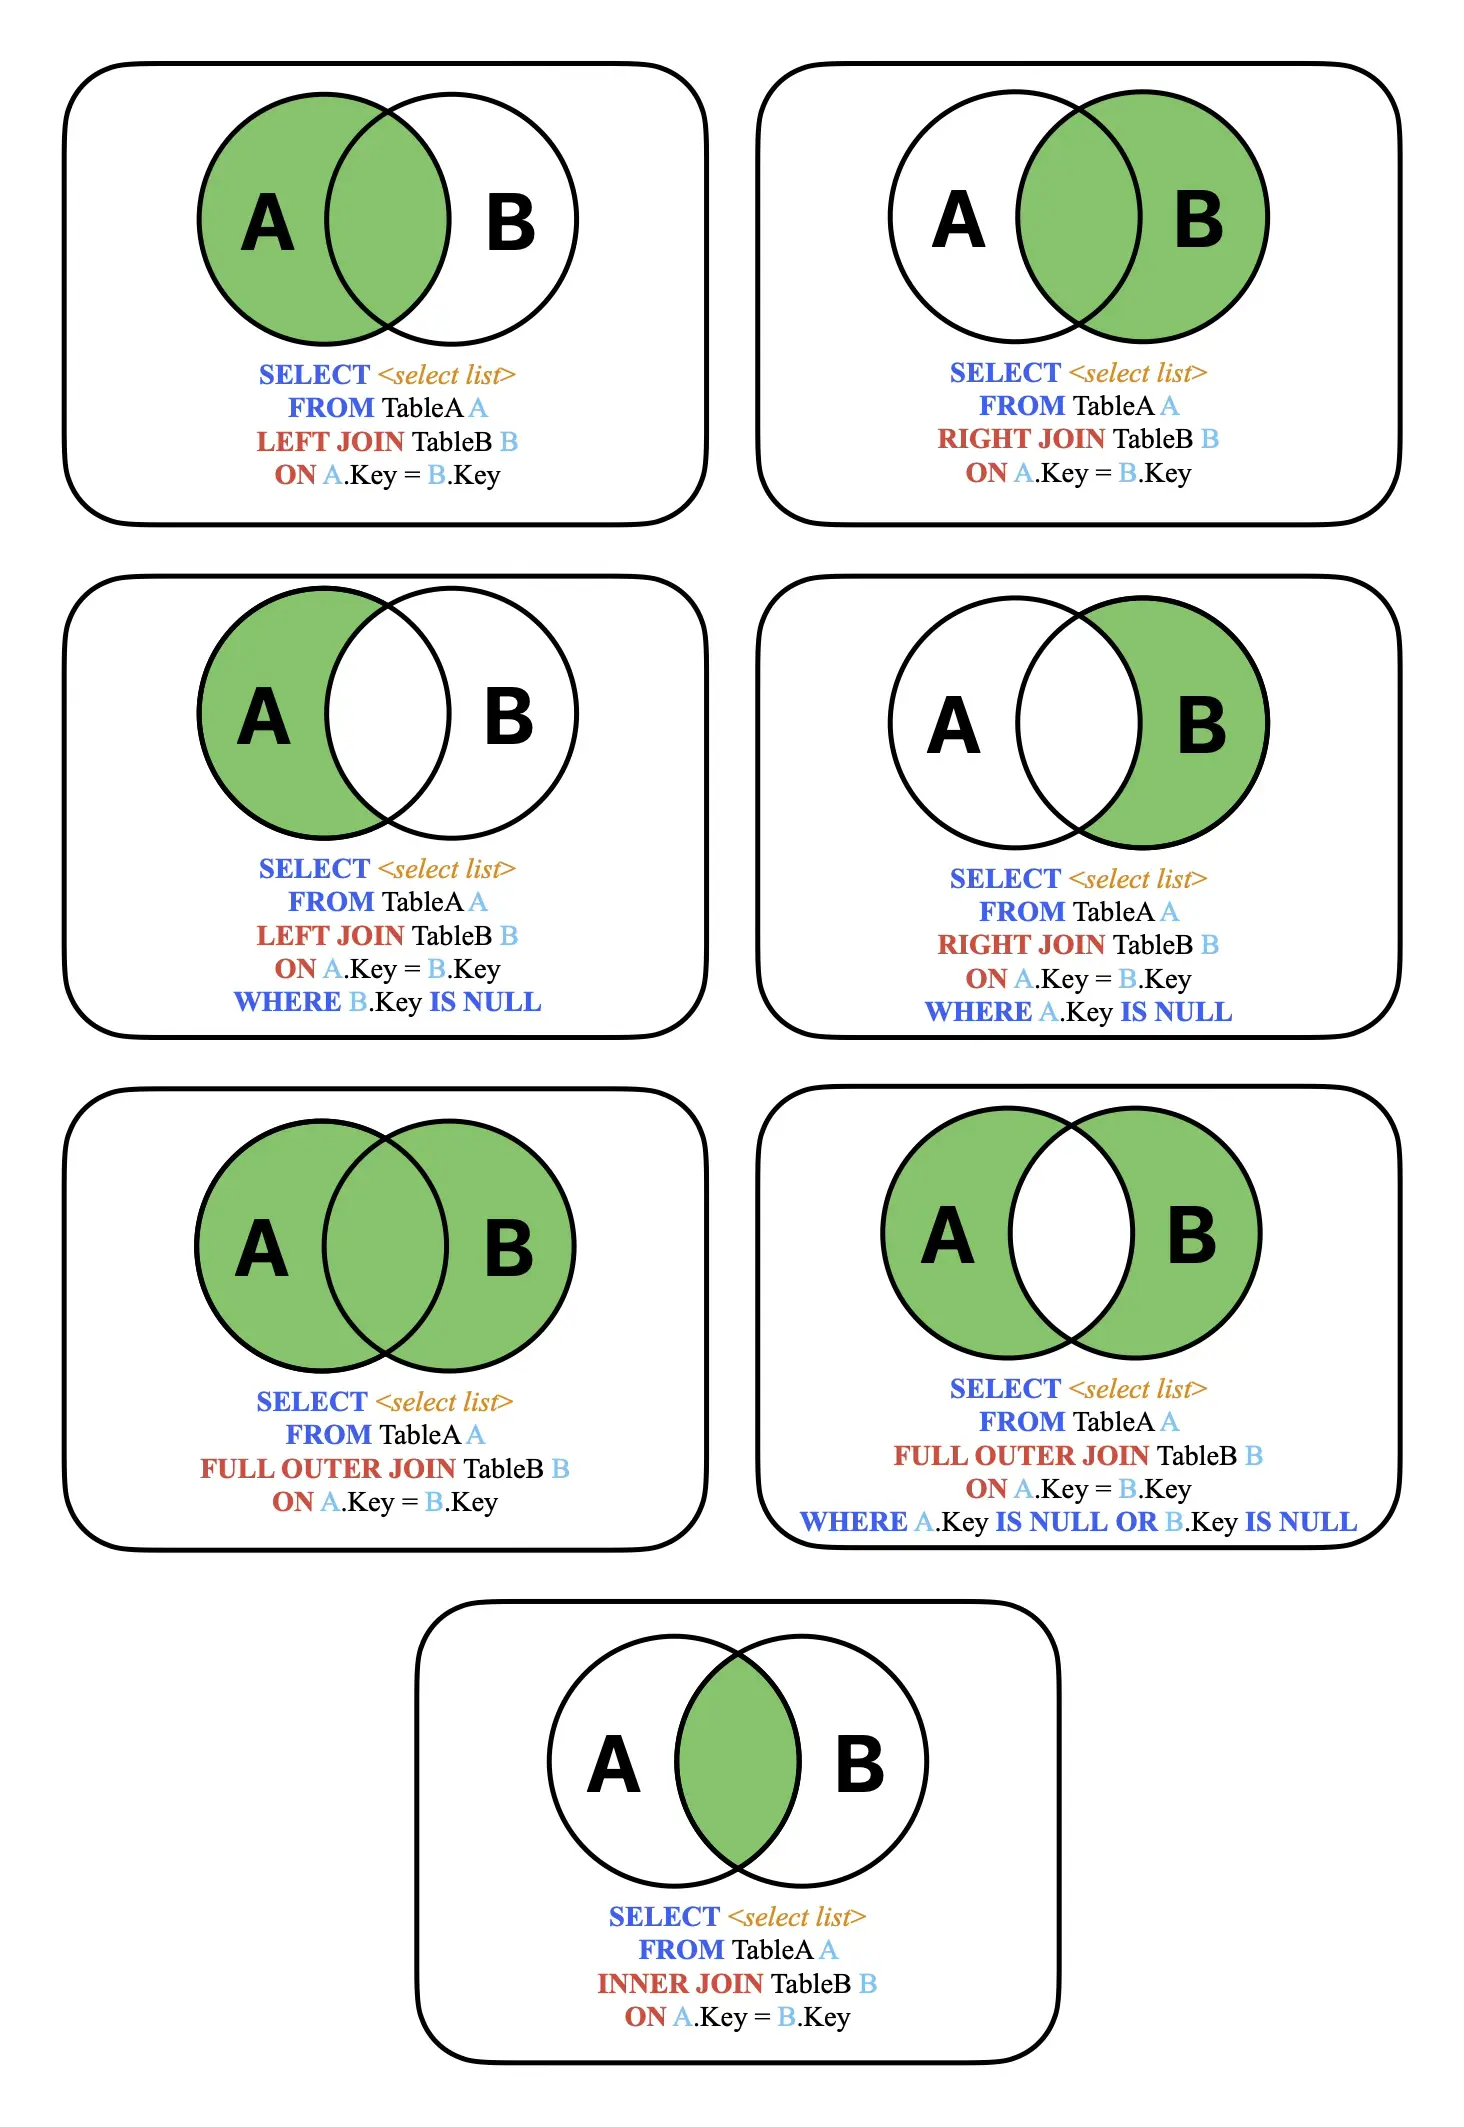 A B
SELECT <select list>
FROM TableA A
LEFT JOIN TableB B
ON A.Key = B.Key
A B
SELECT <select list>
FROM TableA A
RIGHT JOIN TableB B
ON A.Key = B.Key
A B
SELECT <select list>
FROM TableA A
LEFT JOIN TableB B
ON A.Key = B.Key
WHERE B.Key IS NULL
A B
SELECT <select list>
FROM TableA A
RIGHT JOIN TableB B
ON A.Key = B.Key
WHERE A.Key IS NULL
A B
SELECT <select list>
FROM TableA A
FULL OUTER JOIN TableB B
ON A.Key = B.Key
A B
SELECT <select list>
FROM TableA A
FULL OUTER JOIN TableB B
ON A.Key = B.Key
WHERE A.Key IS NULL OR B.Key IS NULL
A B
SELECT <select list>
FROM TableA A
INNER JOIN TableB B
ON A.Key = B.Key